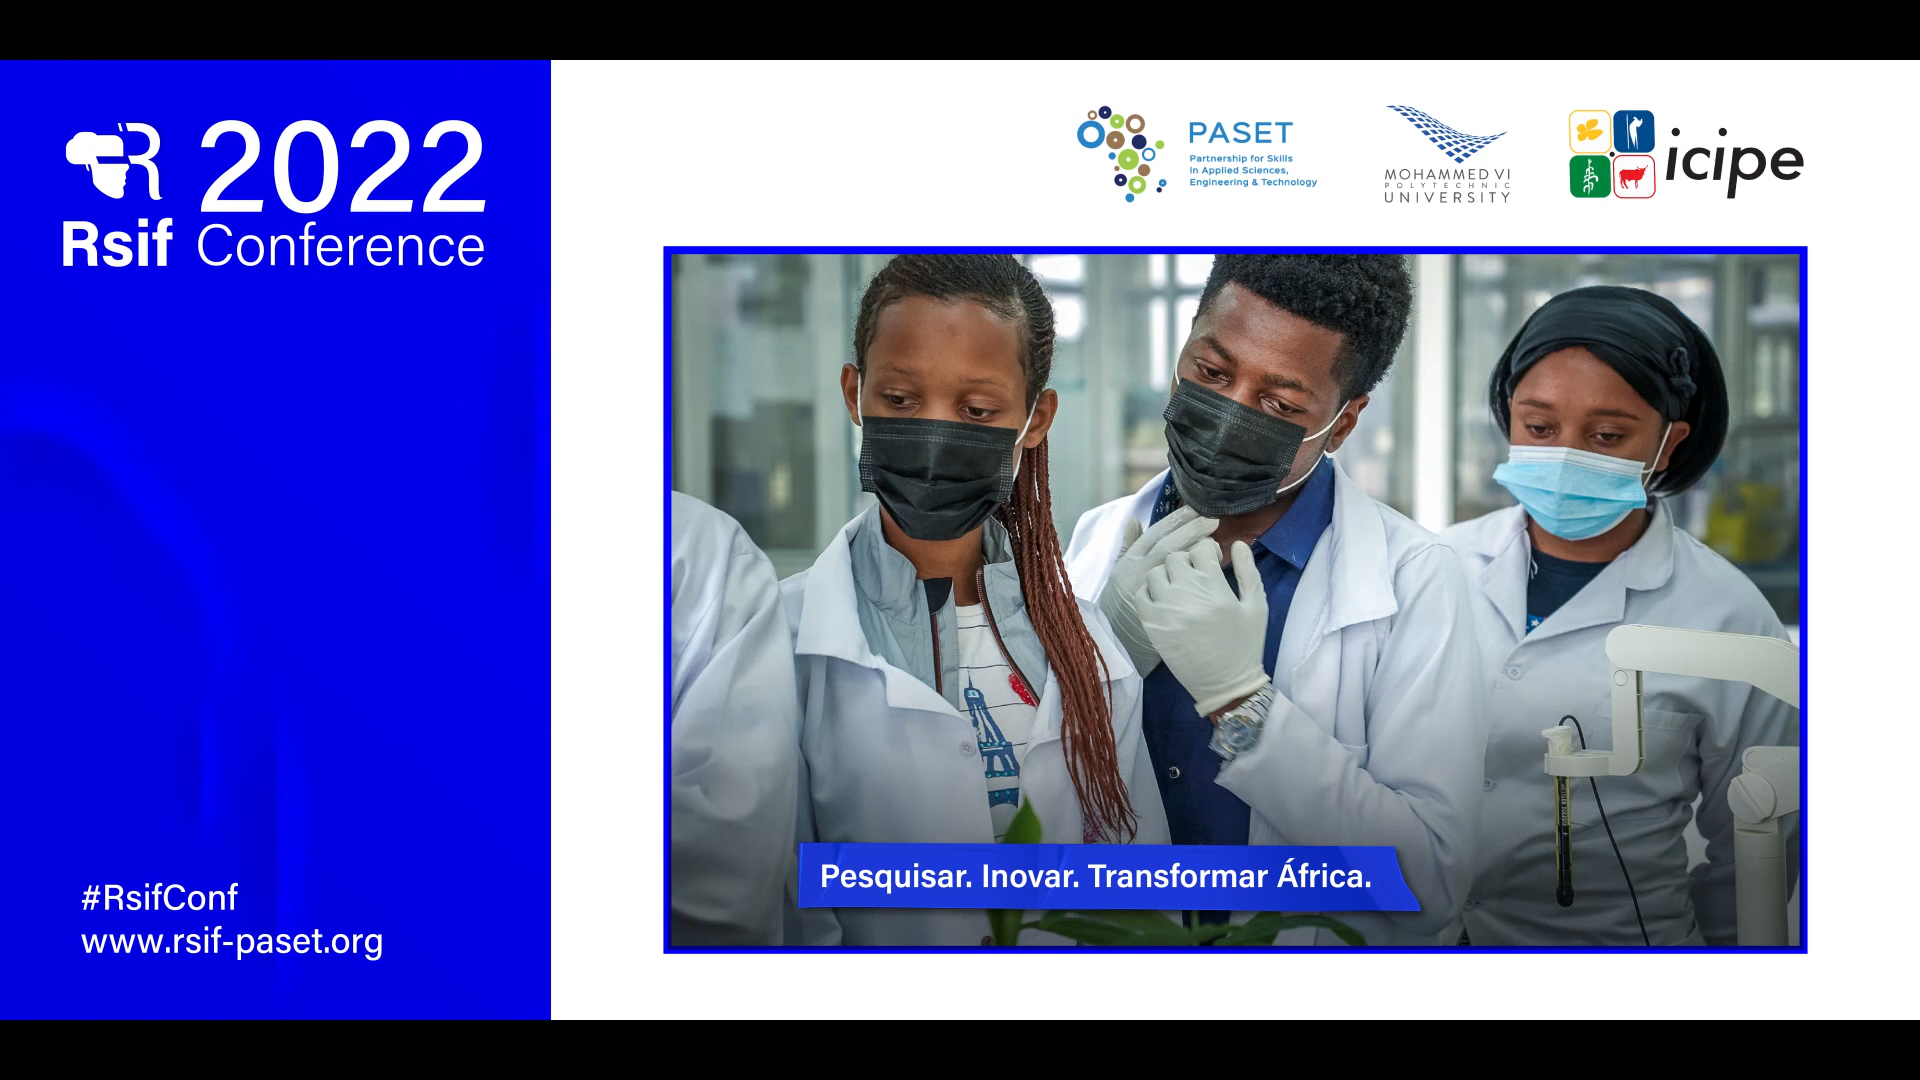 2022
Rsif Conference
#RsifConf
www.rsif-paset.org
PASET
Partnership for Skills
in Applied Sciences,
Engineering & Technology
MOHAMMED VI
POLYTECHNIC
UNIVERSITY
icipe
Pesquisar. Inovar. Transformar África.